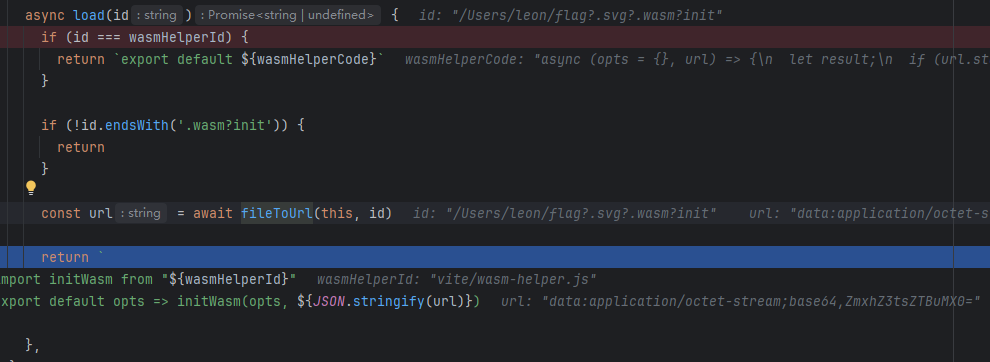 async load(id : string ) : Promise<string | undefined> {   id: "/Users/leon/flag?.svg?.wasm?init"
if (id === wasmHelperId) {
return `export default ${wasmHelperCode}`   wasmHelperCode: "async (opts = {}, url) => {\n  let result;\n  if (url.st
}
if (!id.endsWith('.wasm?init')) {
return
}
const url : string = await fileToUrl(this, id)   id: "/Users/leon/flag?.svg?.wasm?init"   url: "data:application/octet-s
return `
mport initWasm from "${wasmHelperId}"   wasmHelperId: "vite/wasm-helper.js"
xport default opts => initWasm(opts, ${JSON.stringify(url)})   url: "data:application/octet-stream;base64,ZmxhZ3tsZTBuMX0="
},